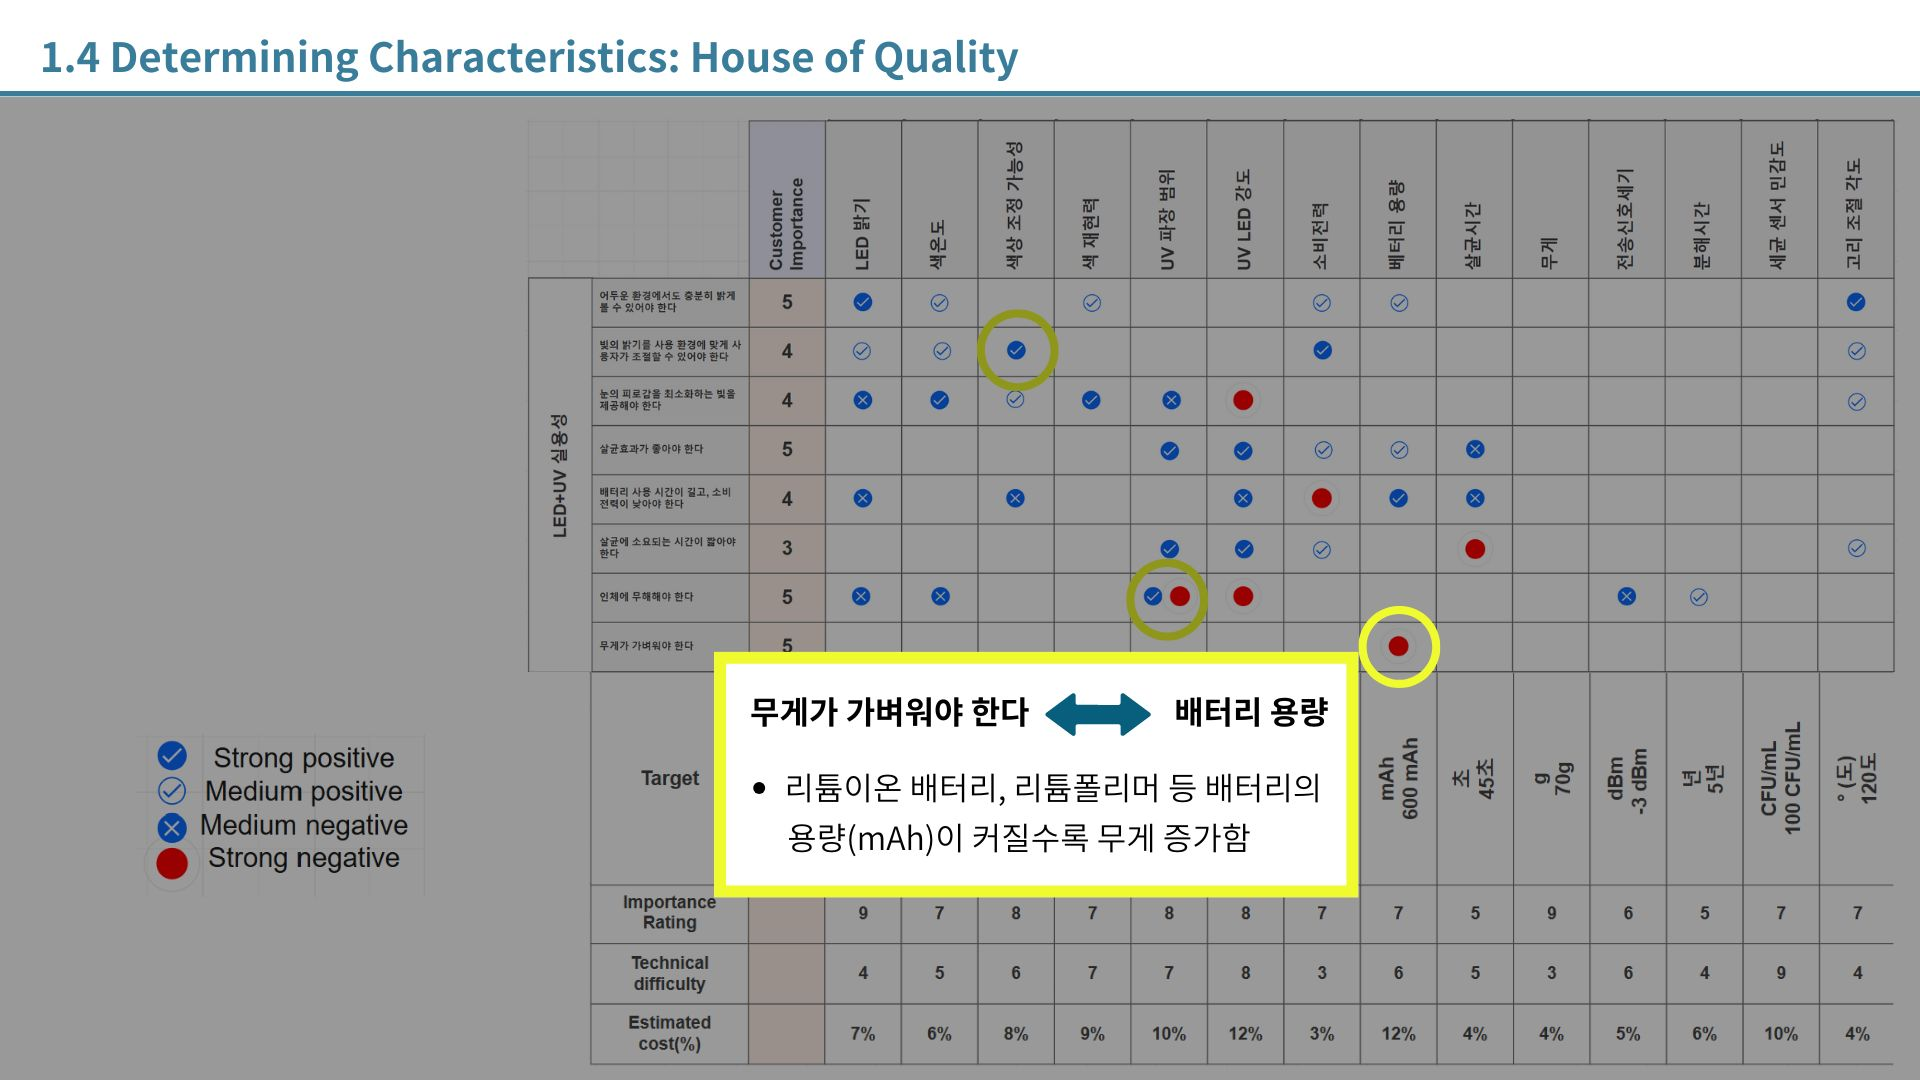 1.4 Determining Characteristics: House of Quality
Customer
Importance
LED 밝기
색온도
색상 조정 가능성
색 재현력
UV 파장 범위
UV LED 강도
소비전력
베터리 용량
살균시간
무게
전송신호세기
분해시간
세균 센서 민감도
고리 조절 각도
LED+UV 실용성
어두운 환경에서도 충분히 밝게
볼 수 있어야 한다
5
빛의 밝기를 사용 환경에 맞게 사
용자가 조절할 수 있어야 한다
4
눈의 피로감을 최소화하는 빛을
제공해야 한다
4
살균효과가 좋아야 한다
5
배터리 사용 시간이 길고, 소비
전력이 낮아야 한다
4
살균에 소요되는 시간이 짧아야
한다
3
인체에 무해해야 한다
5
무게가 가벼워야 한다
5
무게가 가벼워야 한다 배터리 용량
• 리튬이온 배터리, 리튬폴리머 등 배터리의
용량(mAh)이 커질수록 무게 증가함
Strong positive
Medium positive
Medium negative
Strong negative
Target
mAh
600 mAh
초
45초
g
70g
dBm
-3 dBm
년
5년
CFU/mL
100 CFU/mL
° (도)
120도
Importance
Rating
9 7 8 7 8 8 7 7 5 9 6 5 7 7
Technical
difficulty
4 5 6 7 7 8 3 6 5 3 6 4 9 4
Estimated
cost(%)
7% 6% 8% 9% 10% 12% 3% 12% 4% 4% 5% 6% 10% 4%